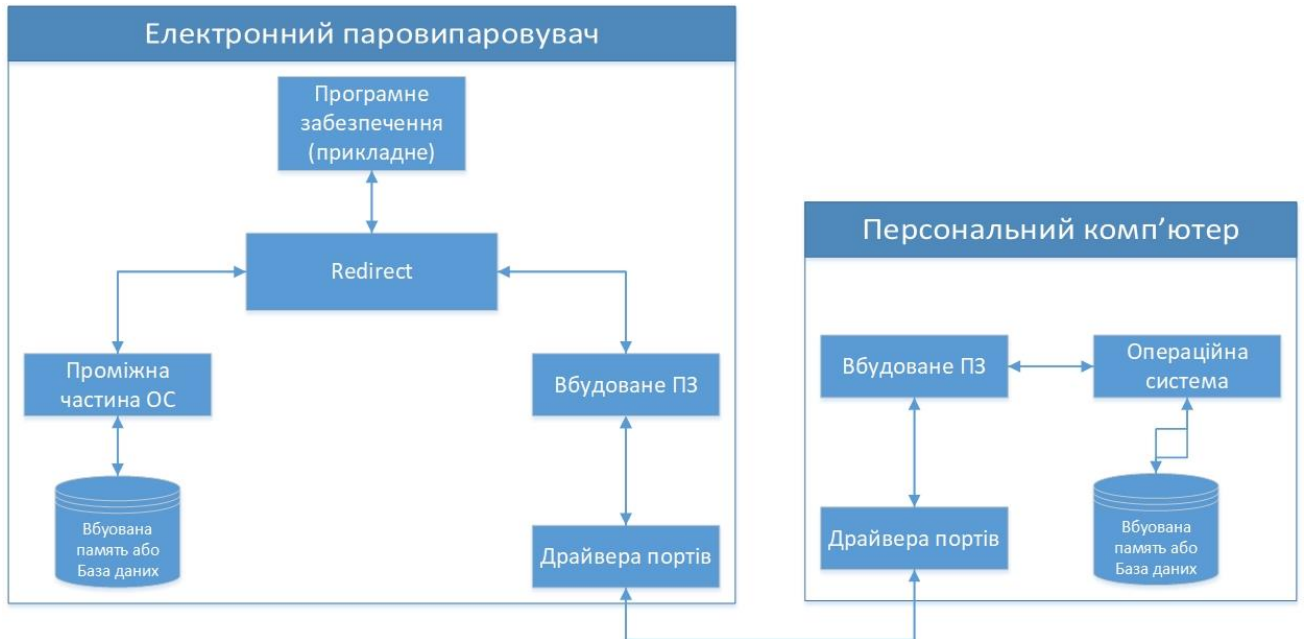 Електронний паровипаровувач
Програмне
забезпечення
(прикладне)
Redirect
Проміжна
частина ОС
Вбудоване ПЗ
Вбуована
память або
База даних
Драйвера портів
Персональний комп’ютер
Вбудоване ПЗ
Операційна
система
Драйвера портів
Вбуована
память або
База даних